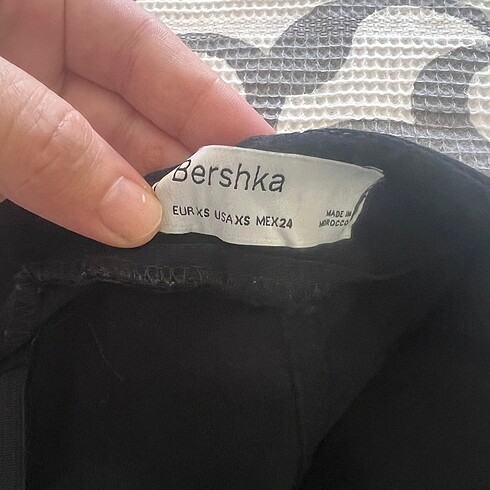 Bershka
EUR XS USA XS MEX 24
MADE IN
MOROCCO